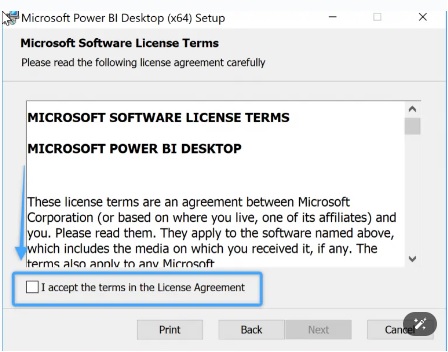 Microsoft Power BI Desktop (x64) Setup
Microsoft Software License Terms
Please read the following license agreement carefully
MICROSOFT SOFTWARE LICENSE TERMS
MICROSOFT POWER BI DESKTOP
These license terms are an agreement between Microsoft
Corporation (or based on where you live, one of its affiliates) and
you. Please read them. They apply to the software named above,
which includes the media on which you received it, if any. The
terms also apply to any Microsoft
I accept the terms in the License Agreement
Print Back Next Cancel